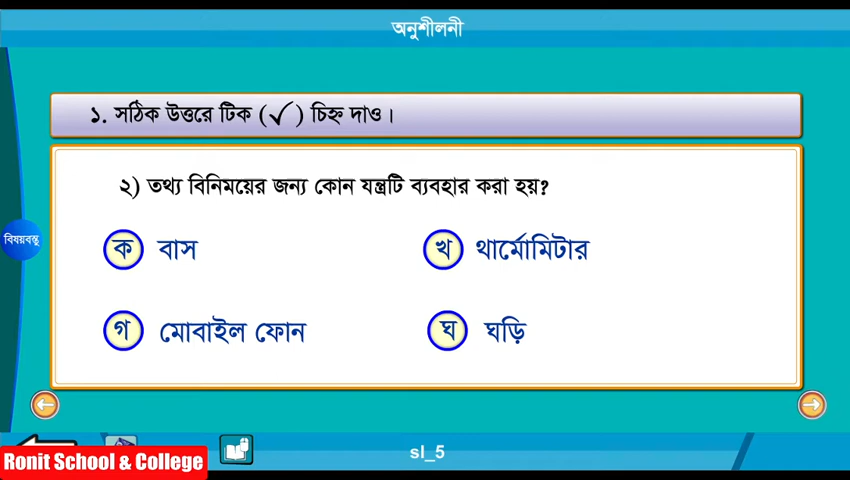 অনুশীলনী
১. সঠিক উত্তরে টিক (✓) চিহ্ন দাও।
২) তথ্য বিনিময়ের জন্য কোন যন্ত্রটি ব্যবহার করা হয়?
ক বাস
খ থার্মোমিটার
গ মোবাইল ফোন
ঘ ঘড়ি
বিষয়বস্তু
sl_5
Ronit School & College